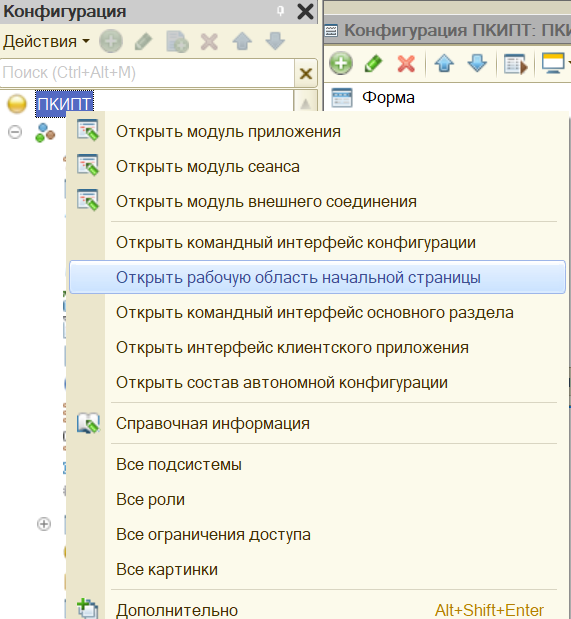 Конфигурация
Действия
Поиск (Ctrl+Alt+M)
ПКИПТ
Конфигурация ПКИПТ: ПКИ
Форма
Открыть модуль приложения
Открыть модуль сеанса
Открыть модуль внешнего соединения
Открыть командный интерфейс конфигурации
Открыть рабочую область начальной страницы
Открыть командный интерфейс основного раздела
Открыть интерфейс клиентского приложения
Открыть состав автономной конфигурации
Справочная информация
Все подсистемы
Все роли
Все ограничения доступа
Все картинки
Дополнительно Alt+Shift+Enter